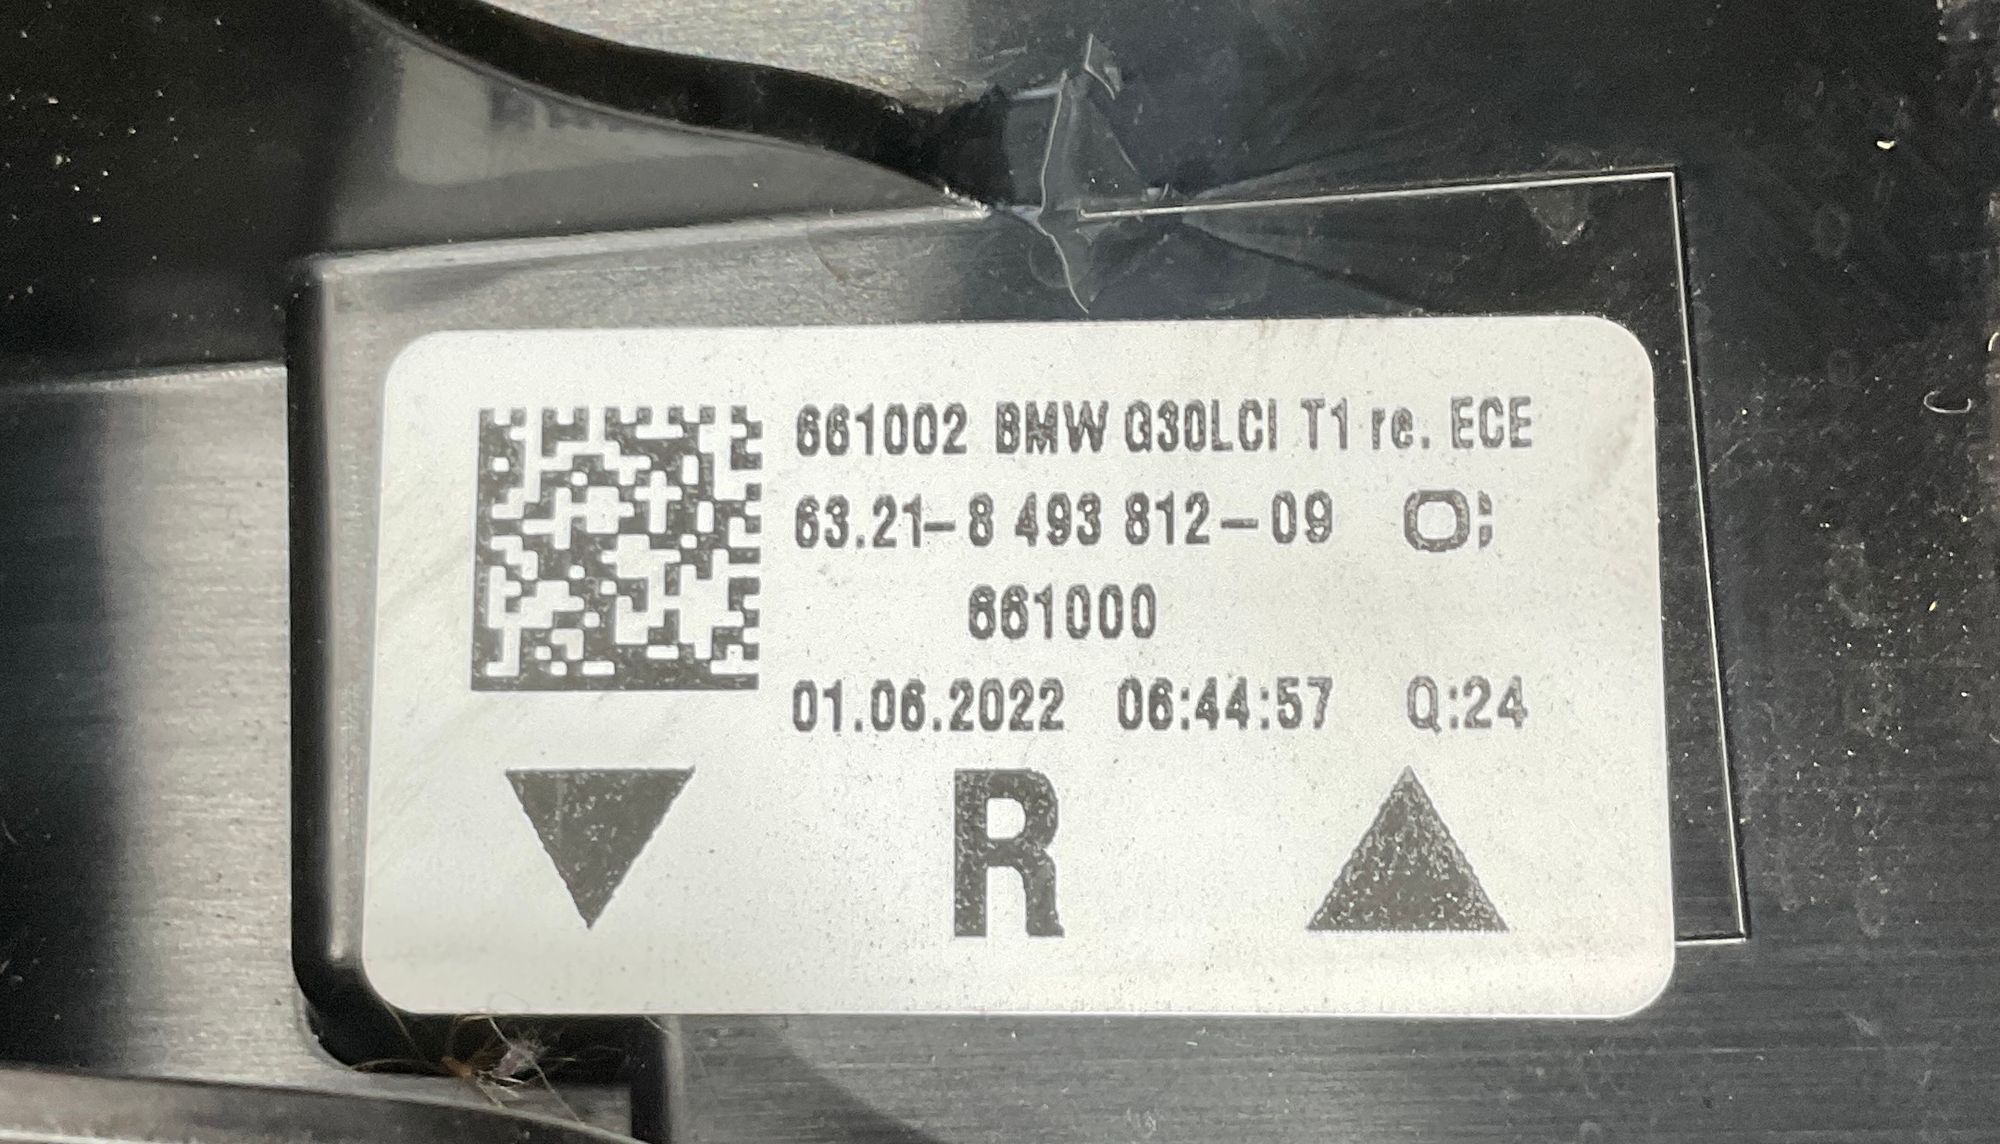 661002 BMW G30LCI T1 re. ECE
63.21-8 493 812-09
661000
01.06.2022 06:44:57 Q:24
R